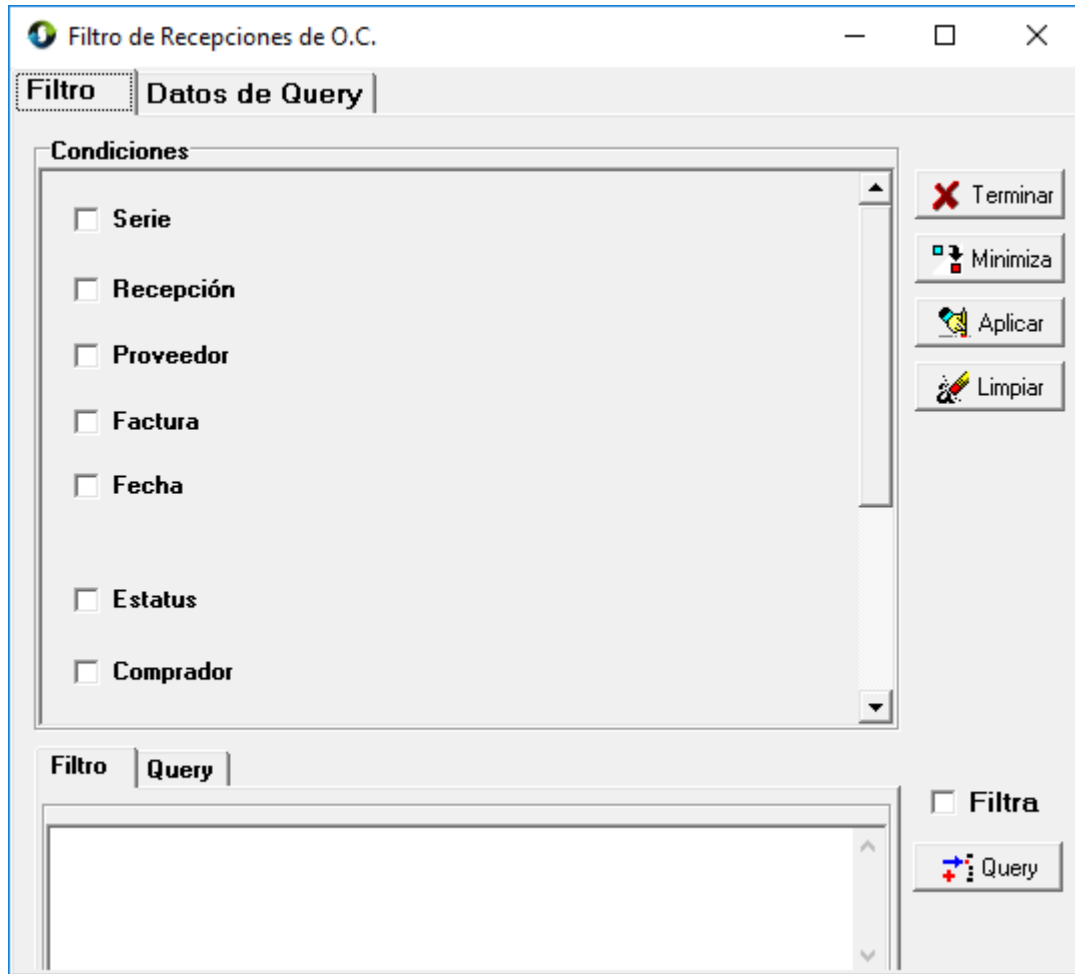 Filtro de Recepciones de O.C.
Filtro Datos de Query
Condiciones
Serie
Recepción
Proveedor
Factura
Fecha
Estatus
Comprador
Terminar
Minimiza
Aplicar
Limpiar
Filtro Query
Filtra
Query